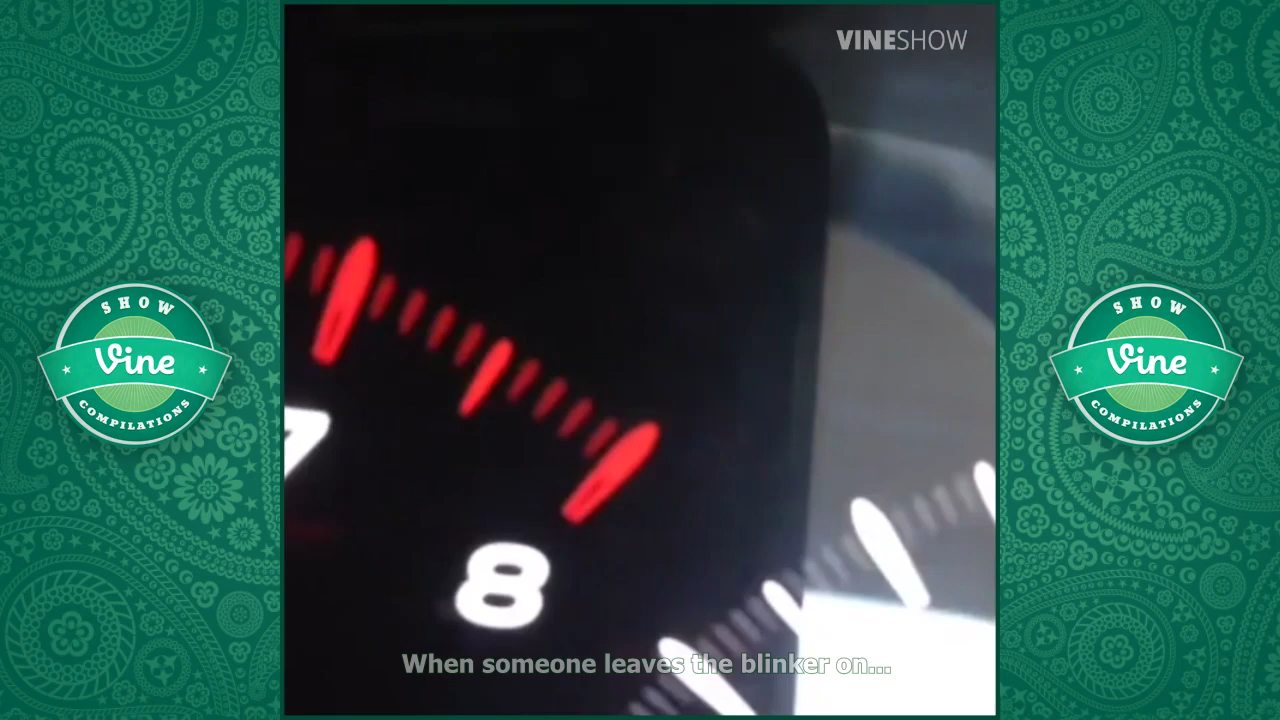 VINESHOW
SHOW
Vine
COMPILATIONS
SHOW
Vine
COMPILATIONS
7
8
When someone leaves the blinker on...